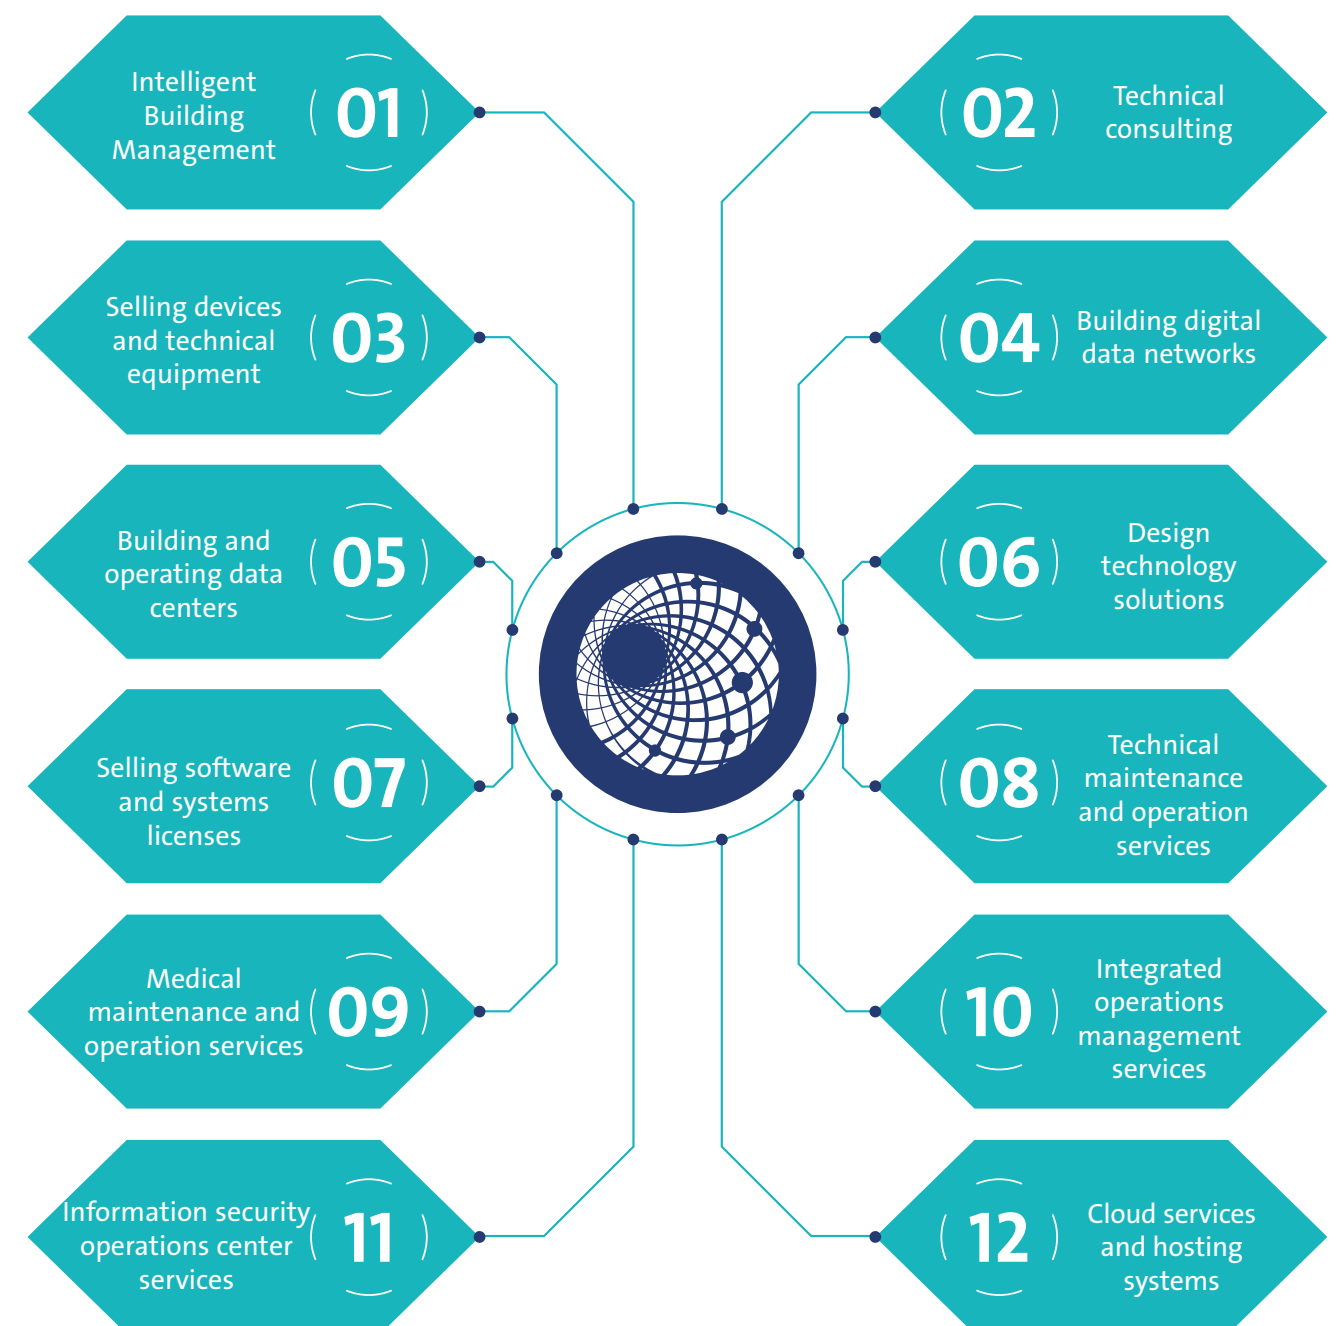 Intelligent
Building
Management
01
02
Technical
consulting
Selling devices
and technical
equipment
03
04
Building digital
data networks
Building and
operating data
centers
05
06
Design
technology
solutions
Selling software
and systems
licenses
07
08
Technical
maintenance
and operation
services
Medical
maintenance and
operation services
09
10
Integrated
operations
management
services
Information security
operations center
services
11
12
Cloud services
and hosting
systems